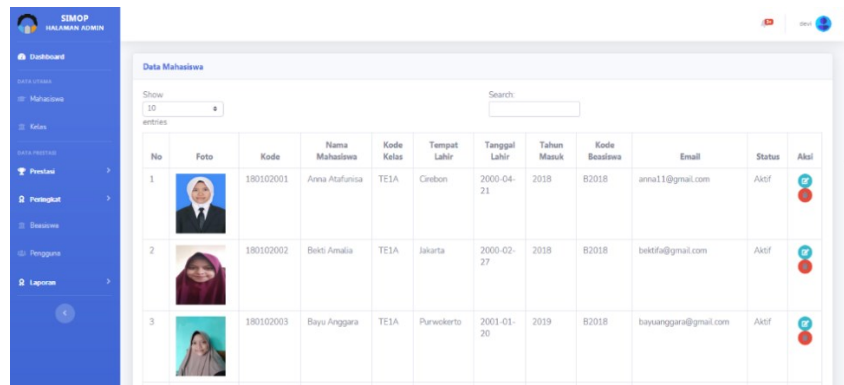 SIMOP
HALAMAN ADMIN
devi
Dashboard
DATA UTAMA
Mahasiswa
Kelas
DATA PRESTASI
Prestasi
Peringkat
Beasiswa
Pengguna
Laporan
Data Mahasiswa
Show
10
entries
Search:
No Foto Kode Nama Mahasiswa Kode Kelas Tempat Lahir Tanggal Lahir Tahun Masuk Kode Beasiswa Email Status Aksi
1 180102001 Anna Atafunisa TE1A Cirebon 2000-04-21 2018 B2018 anna11@gmail.com Aktif
2 180102002 Bekti Amalia TE1A Jakarta 2000-02-27 2018 B2018 bektifa@gmail.com Aktif
3 180102003 Bayu Anggara TE1A Purwokerto 2001-01-20 2019 B2018 bayuanggara@gmail.com Aktif